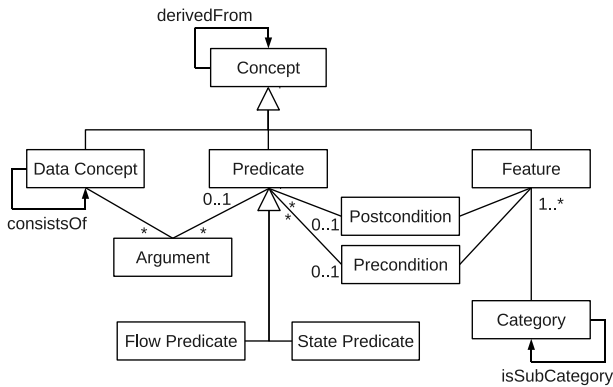 derivedFrom
Concept
Data Concept
Predicate
Feature
consistsOf
0..1
*
*
Argument
*
*
0..1
0..1
Postcondition
Precondition
1..*
Flow Predicate
State Predicate
Category
isSubCategory